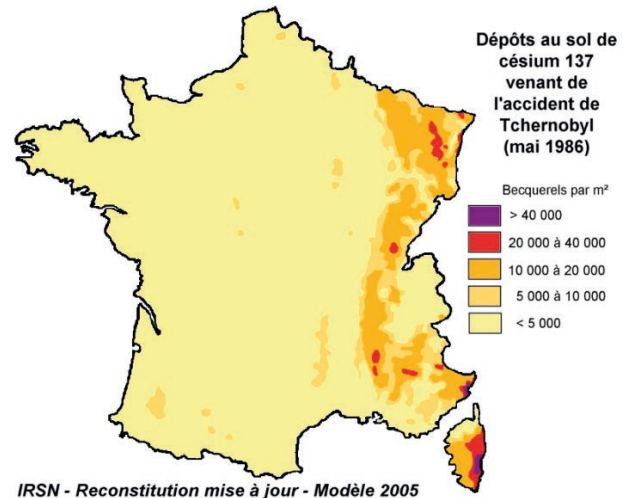 Dépôts au sol de
césium 137
venant de
l'accident de
Tchernobyl
(mai 1986)
Becquerels par m²
> 40 000
20 000 à 40 000
10 000 à 20 000
5 000 à 10 000
< 5 000
IRSN - Reconstitution mise à jour - Modèle 2005